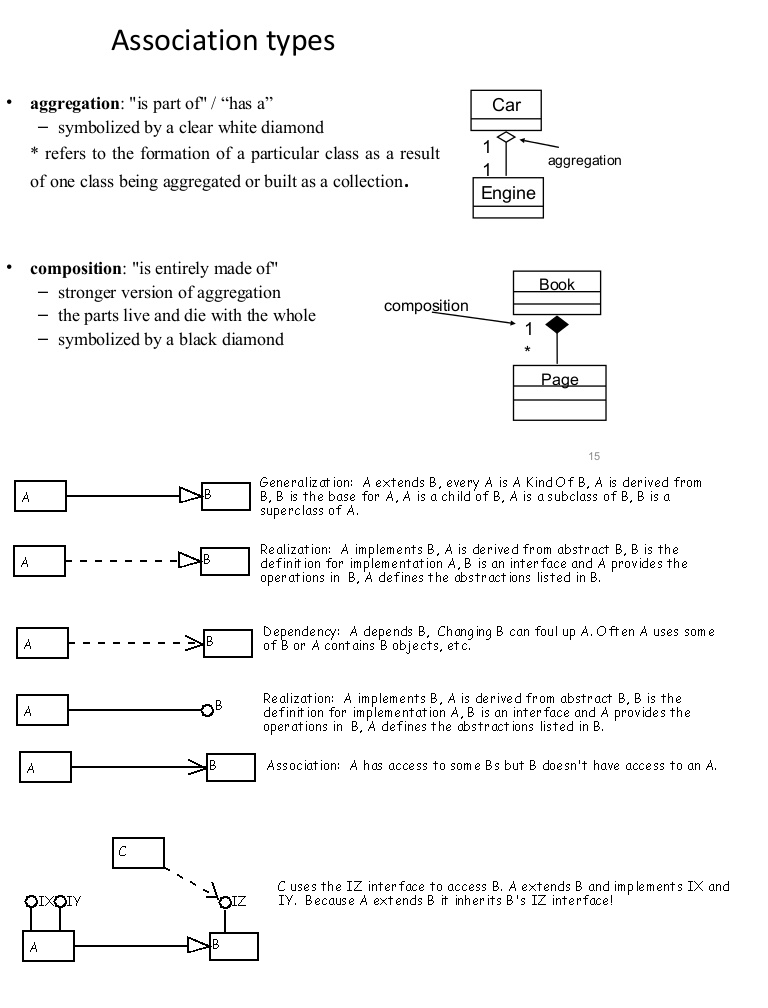 Association types
• aggregation: "is part of" / “has a”
– symbolized by a clear white diamond
* refers to the formation of a particular class as a result
of one class being aggregated or built as a collection.
Car
1
1
aggregation
Engine
• composition: "is entirely made of"
– stronger version of aggregation
– the parts live and die with the whole
– symbolized by a black diamond
Book
composition
1
*
Page
15
A
B
Generalization: A extends B, every A is A Kind Of B, A is derived from
B, B is the base for A, A is a child of B, A is a subclass of B, B is a
superclass of A.
A
B
Realization: A implements B, A is derived from abstract B, B is the
definition for implementation A, B is an interface and A provides the
operations in B, A defines the abstractions listed in B.
A
B
Dependency: A depends B, Changing B can foul up A. Often A uses some
of B or A contains B objects, etc.
A
B
Realization: A implements B, A is derived from abstract B, B is the
definition for implementation A, B is an interface and A provides the
operations in B, A defines the abstractions listed in B.
A
B
Association: A has access to some Bs but B doesn't have access to an A.
C
IX
IY
IZ
A
B
C uses the IZ interface to access B. A extends B and implements IX and
IY. Because A extends B it inherits B's IZ interface!